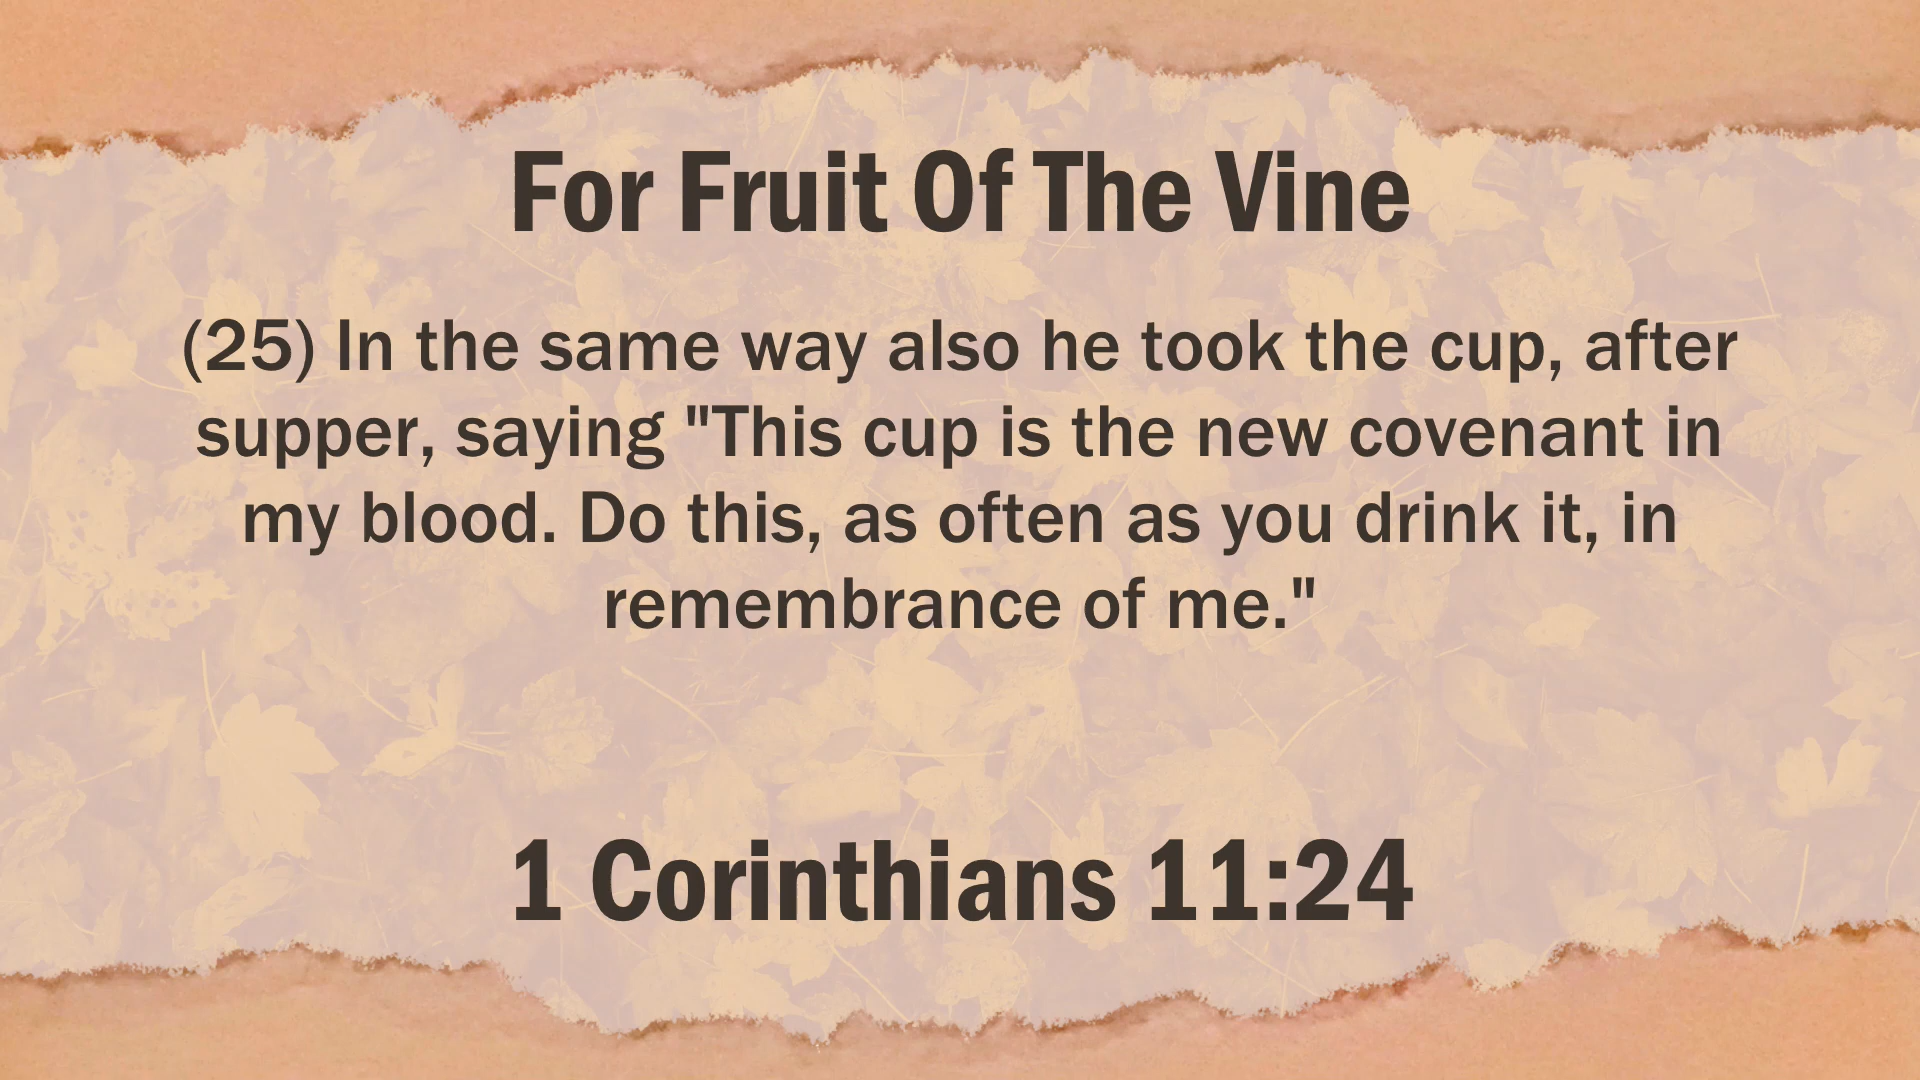 For Fruit Of The Vine
(25) In the same way also he took the cup, after
supper, saying "This cup is the new covenant in
my blood. Do this, as often as you drink it, in
remembrance of me."
1 Corinthians 11:24